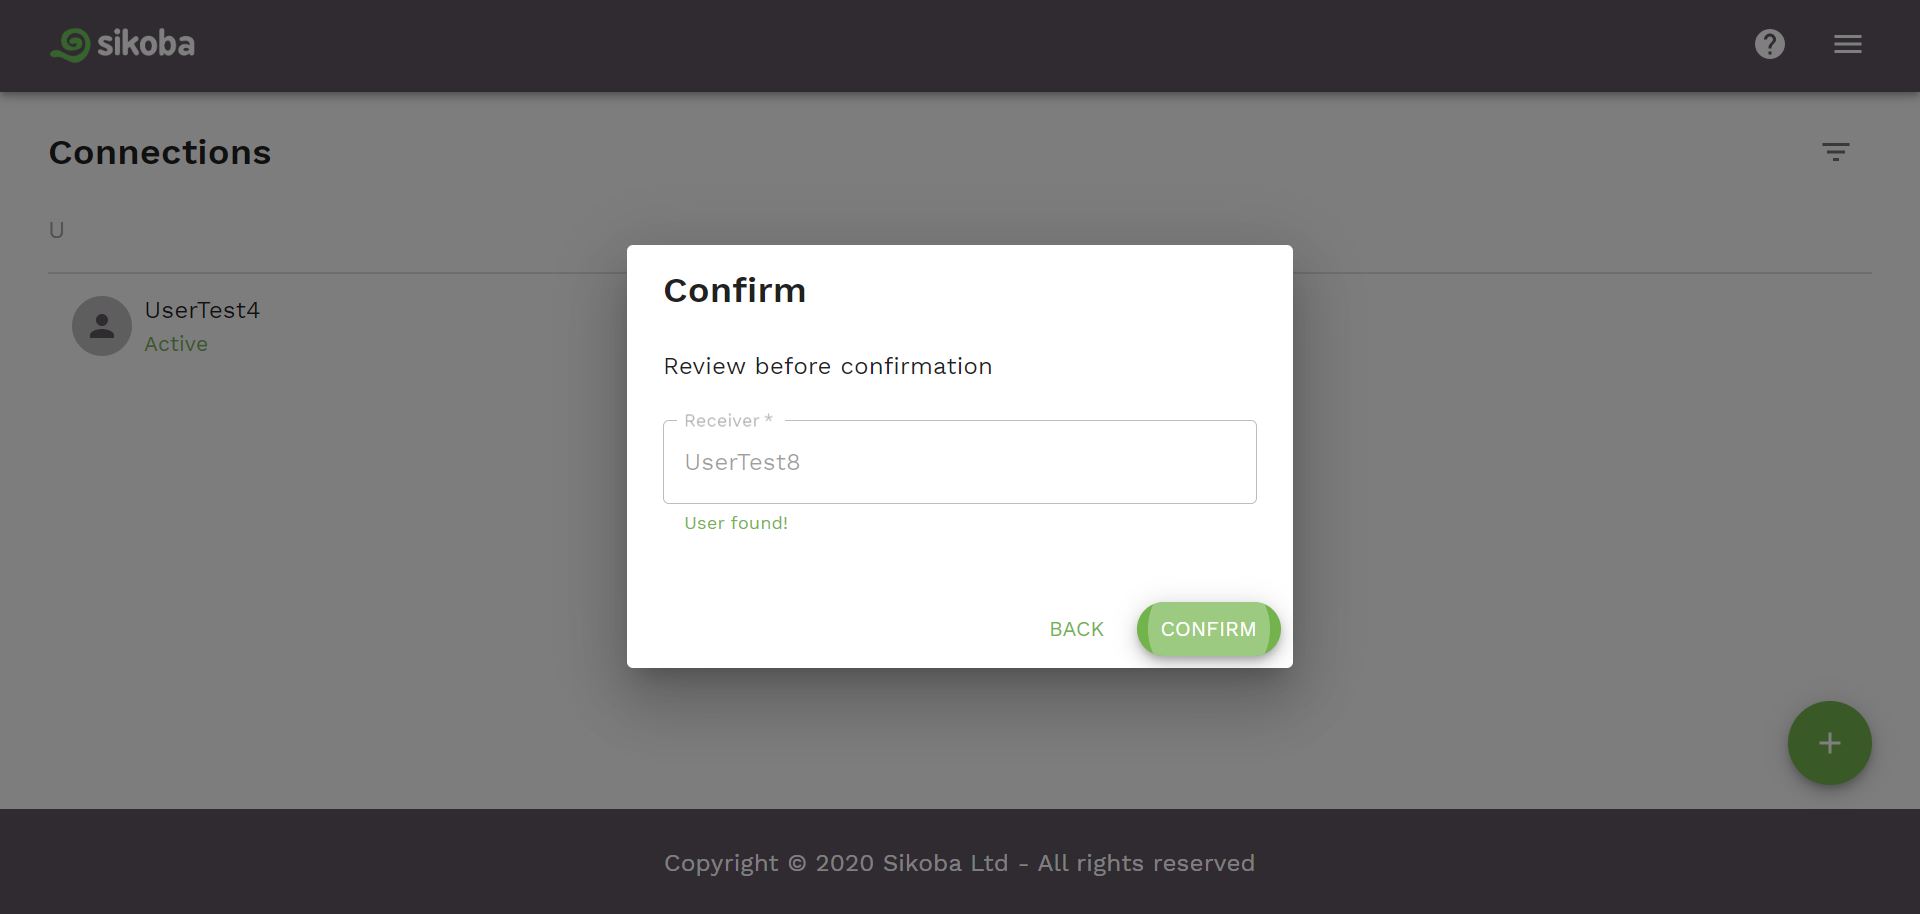 sikoba
Connections
U
UserTest4
Active
Confirm
Review before confirmation
Receiver *
UserTest8
User found!
BACK
CONFIRM
Copyright © 2020 Sikoba Ltd - All rights reserved